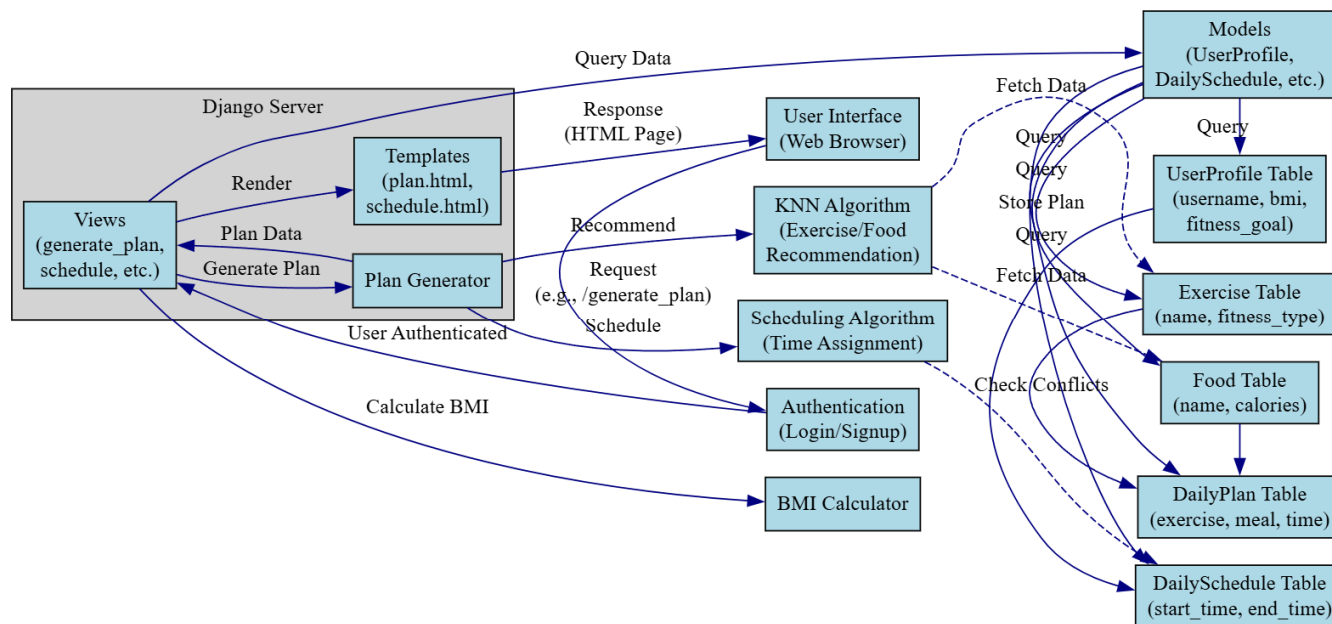 Django Server
Views
(generate_plan,
schedule, etc.)
Render
Templates
(plan.html,
schedule.html)
Plan Data
Generate Plan
Plan Generator
User Authenticated
Calculate BMI
Query Data
Response
(HTML Page)
User Interface
(Web Browser)
Recommend
KNN Algorithm
(Exercise/Food
Recommendation)
Request
(e.g., /generate_plan)
Schedule
Scheduling Algorithm
(Time Assignment)
Authentication
(Login/Signup)
BMI Calculator
Fetch Data
Query
Query
Store Plan
Query
Fetch Data
Check Conflicts
Models
(UserProfile,
DailySchedule, etc.)
Query
UserProfile Table
(username, bmi,
fitness_goal)
Exercise Table
(name, fitness_type)
Food Table
(name, calories)
DailyPlan Table
(exercise, meal, time)
DailySchedule Table
(start_time, end_time)